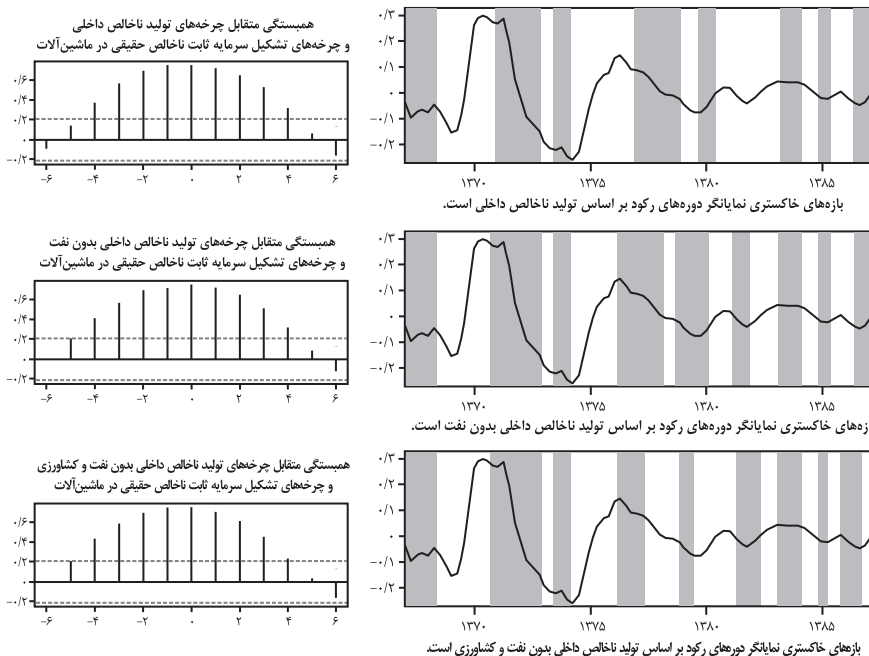 همبستگی متقابل چرخه‌های تولید ناخالص داخلی
و چرخه‌های تشکیل سرمایه ثابت ناخالص حقیقی در ماشین‌آلات
۰/۶
۰/۴
۰/۲
۰
-۰/۲
-۶ -۴ -۲ ۰ ۲ ۴ ۶
۰/۳
۰/۲
۰/۱
۰
-۰/۱
-۰/۲
۱۳۷۰ ۱۳۷۵ ۱۳۸۰ ۱۳۸۵
بازه‌های خاکستری نمایانگر دوره‌های رکود بر اساس تولید ناخالص داخلی است.
همبستگی متقابل چرخه‌های تولید ناخالص داخلی بدون نفت
و چرخه‌های تشکیل سرمایه ثابت ناخالص حقیقی در ماشین‌آلات
۰/۶
۰/۴
۰/۲
۰
-۰/۲
-۶ -۴ -۲ ۰ ۲ ۴ ۶
۰/۳
۰/۲
۰/۱
۰
-۰/۱
-۰/۲
۱۳۷۰ ۱۳۷۵ ۱۳۸۰ ۱۳۸۵
زه‌های خاکستری نمایانگر دوره‌های رکود بر اساس تولید ناخالص داخلی بدون نفت است.
همبستگی متقابل چرخه‌های تولید ناخالص داخلی بدون نفت و کشاورزی
و چرخه‌های تشکیل سرمایه ثابت ناخالص حقیقی در ماشین‌آلات
۰/۶
۰/۴
۰/۲
۰
-۰/۲
-۶ -۴ -۲ ۰ ۲ ۴ ۶
۰/۳
۰/۲
۰/۱
۰
-۰/۱
-۰/۲
۱۳۷۰ ۱۳۷۵ ۱۳۸۰ ۱۳۸۵
بازه‌های خاکستری نمایانگر دوره‌های رکود بر اساس تولید ناخالص داخلی بدون نفت و کشاورزی است.